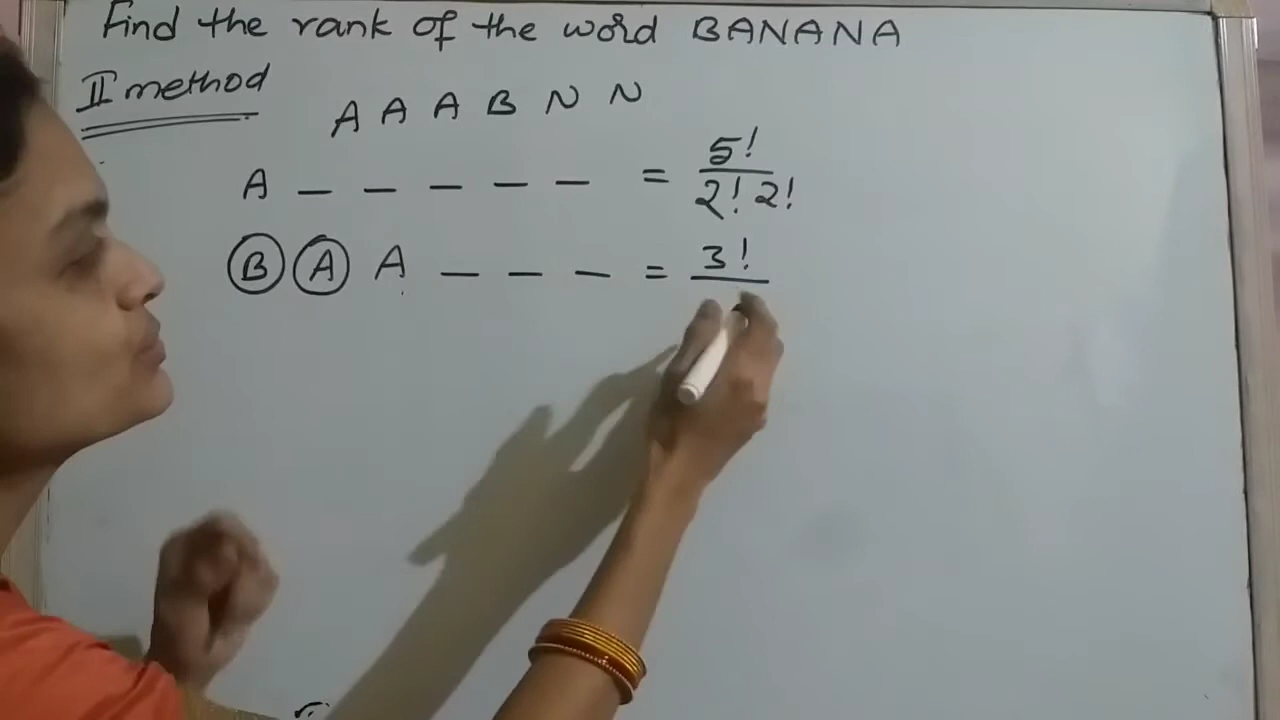 Find the rank of the word BANANA
II method
A A A B N N
A _ _ _ _ _ = 5!/2! 2!
B A A _ _ _ = 3!